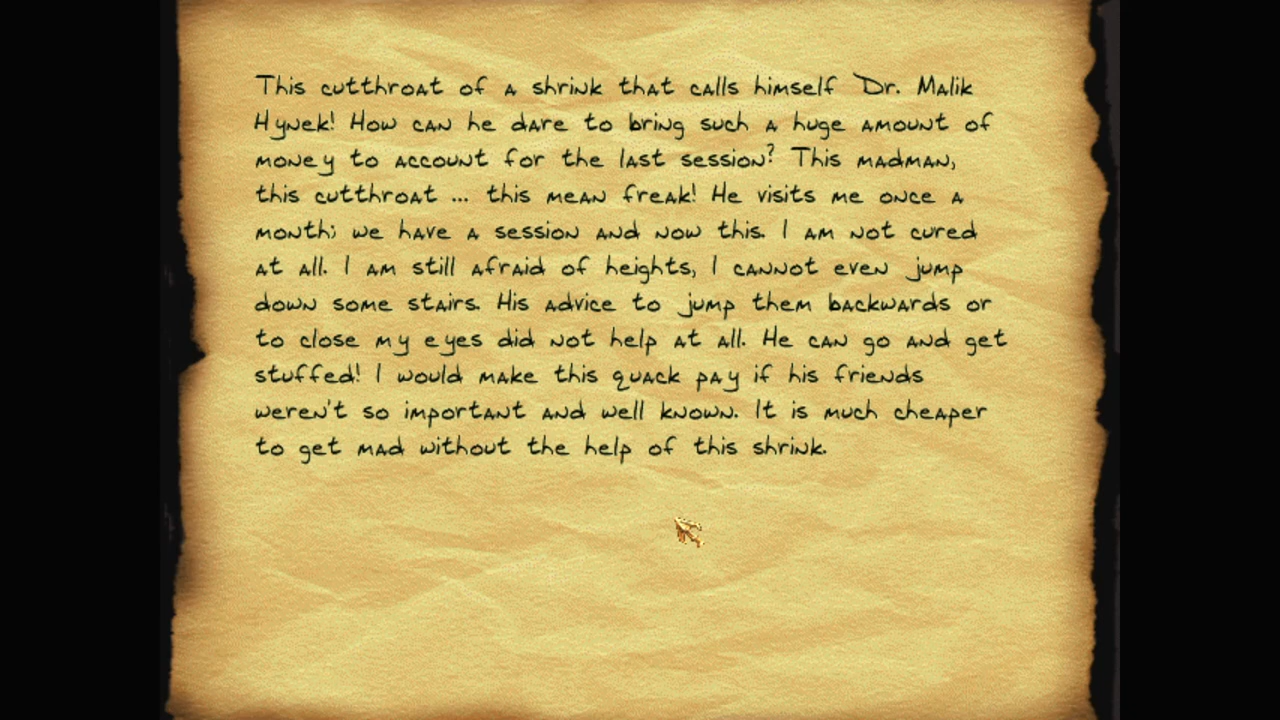 This cutthroat of a shrink that calls himself Dr. Malik
Hynek! How can he dare to bring such a huge amount of
money to account for the last session? This madman,
this cutthroat ... this mean freak! He visits me once a
month; we have a session and now this. I am not cured
at all. I am still afraid of heights, I cannot even jump
down some stairs. His advice to jump them backwards or
to close my eyes did not help at all. He can go and get
stuffed! I would make this quack pay if his friends
weren't so important and well known. It is much cheaper
to get mad without the help of this shrink.